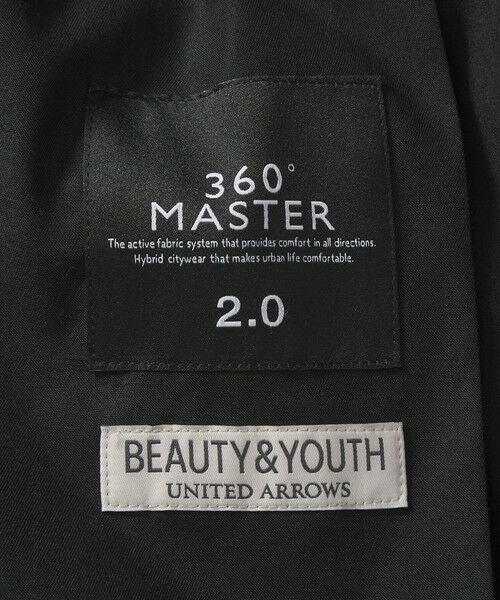 360°
MASTER
The active fabric system that provides comfort in all directions.
Hybrid citywear that makes urban life comfortable.
2.0
BEAUTY&YOUTH
UNITED ARROWS